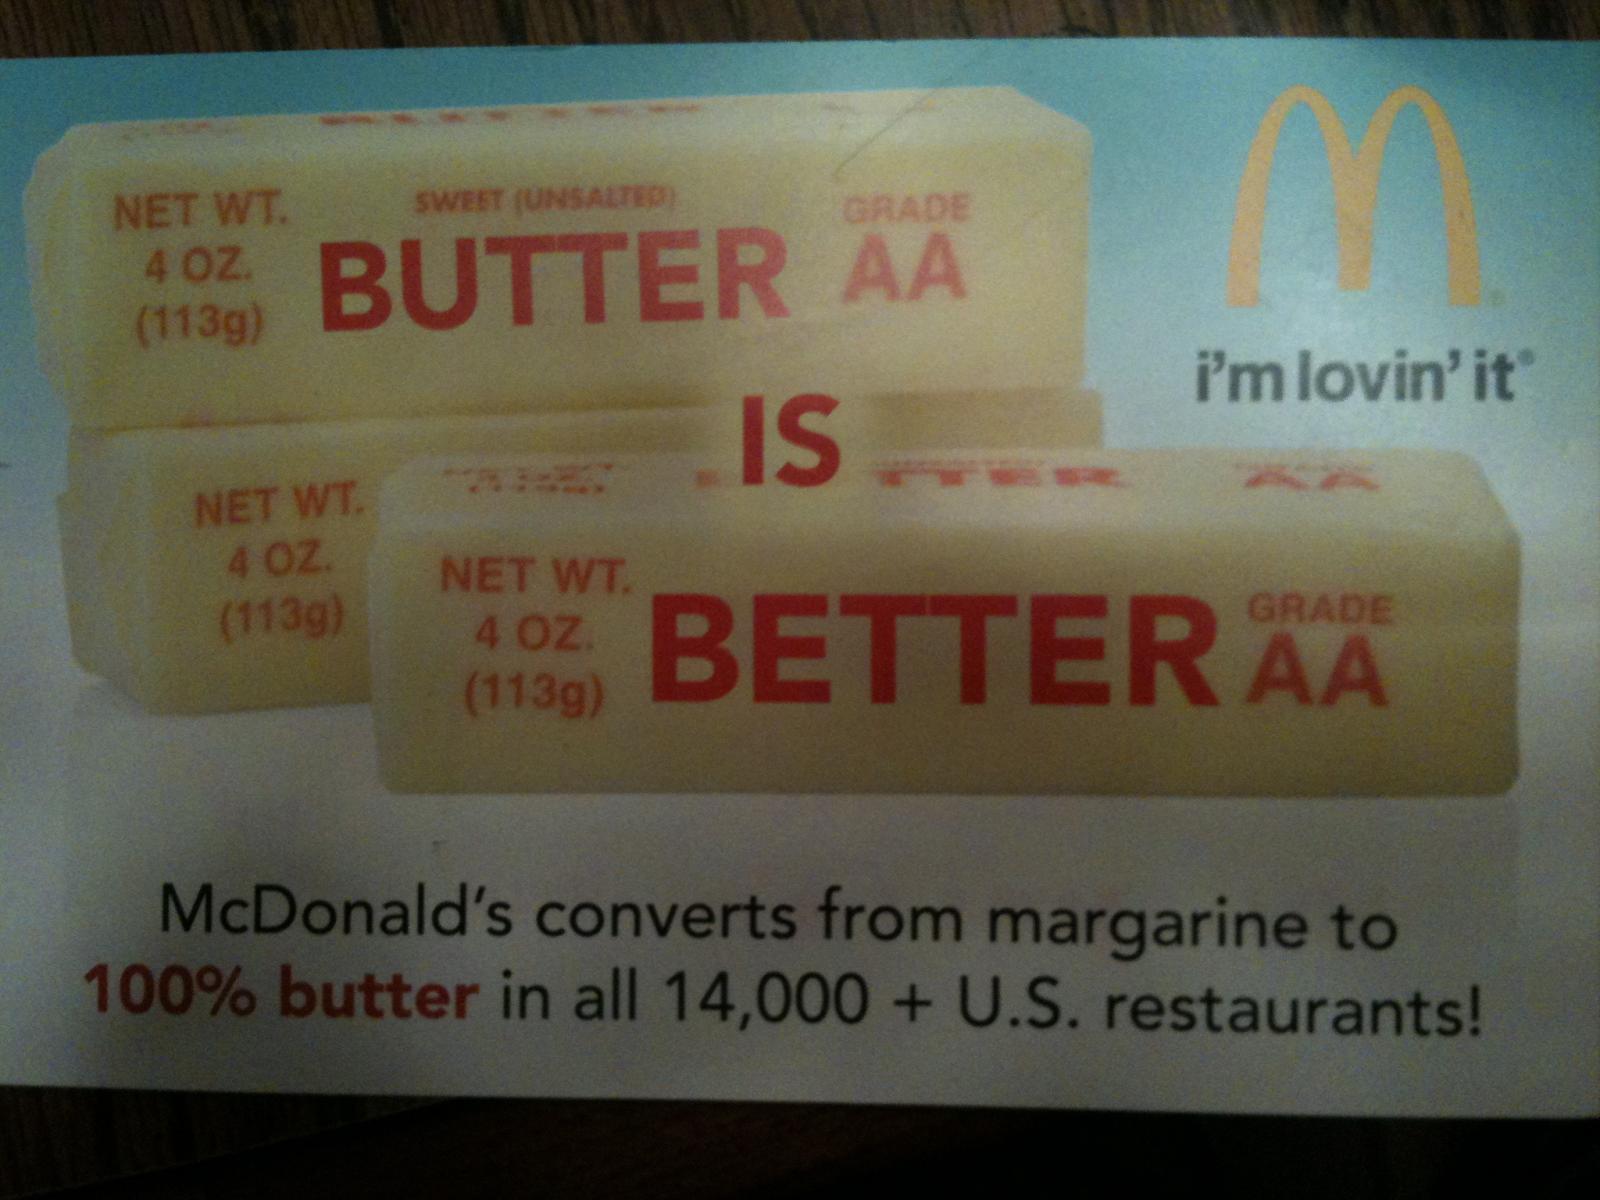 NET WT.
4 OZ.
(113g)
SWEET (UNSALTED)
BUTTER
GRADE
AA
i'm lovin' it®
IS
NET WT.
4 OZ.
(113g)
NET WT.
4 OZ.
(113g)
BETTER
GRADE
AA
McDonald's converts from margarine to
100% butter in all 14,000 + U.S. restaurants!